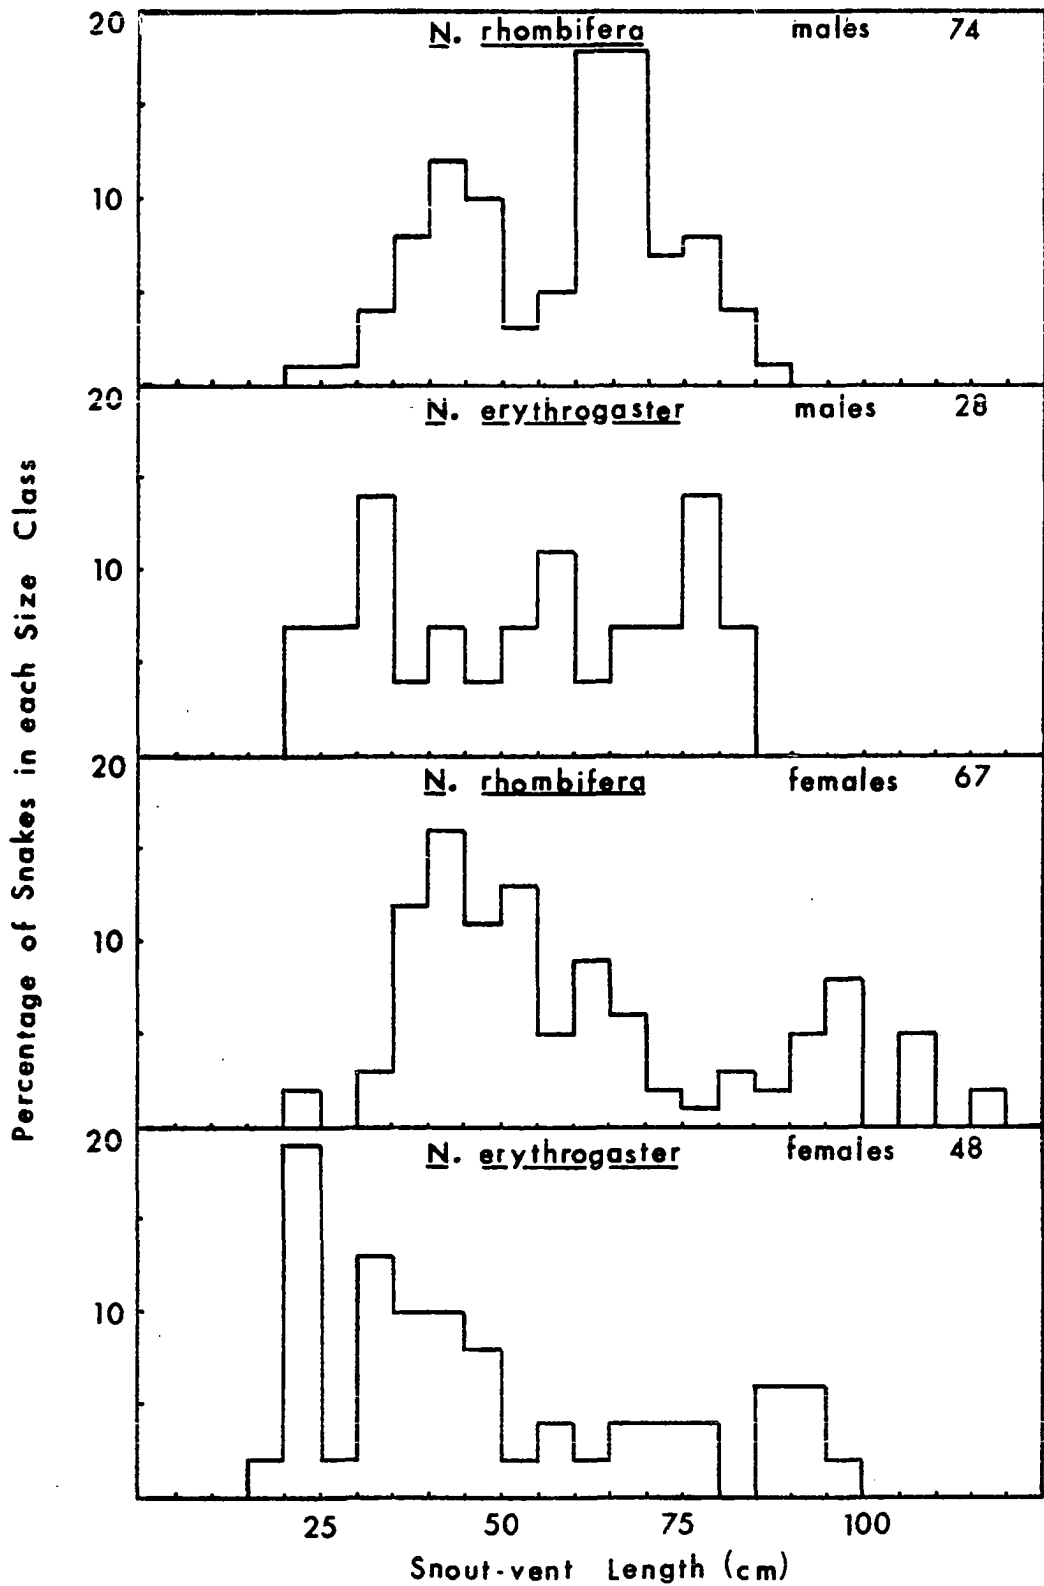 20
N. rhombifera males 74
10
20
N. erythrogaster males 28
10
20
N. rhombifera females 67
10
20
N. erythrogaster females 48
10
Percentage of Snakes in each Size Class
25 50 75 100
Snout-vent Length (cm)